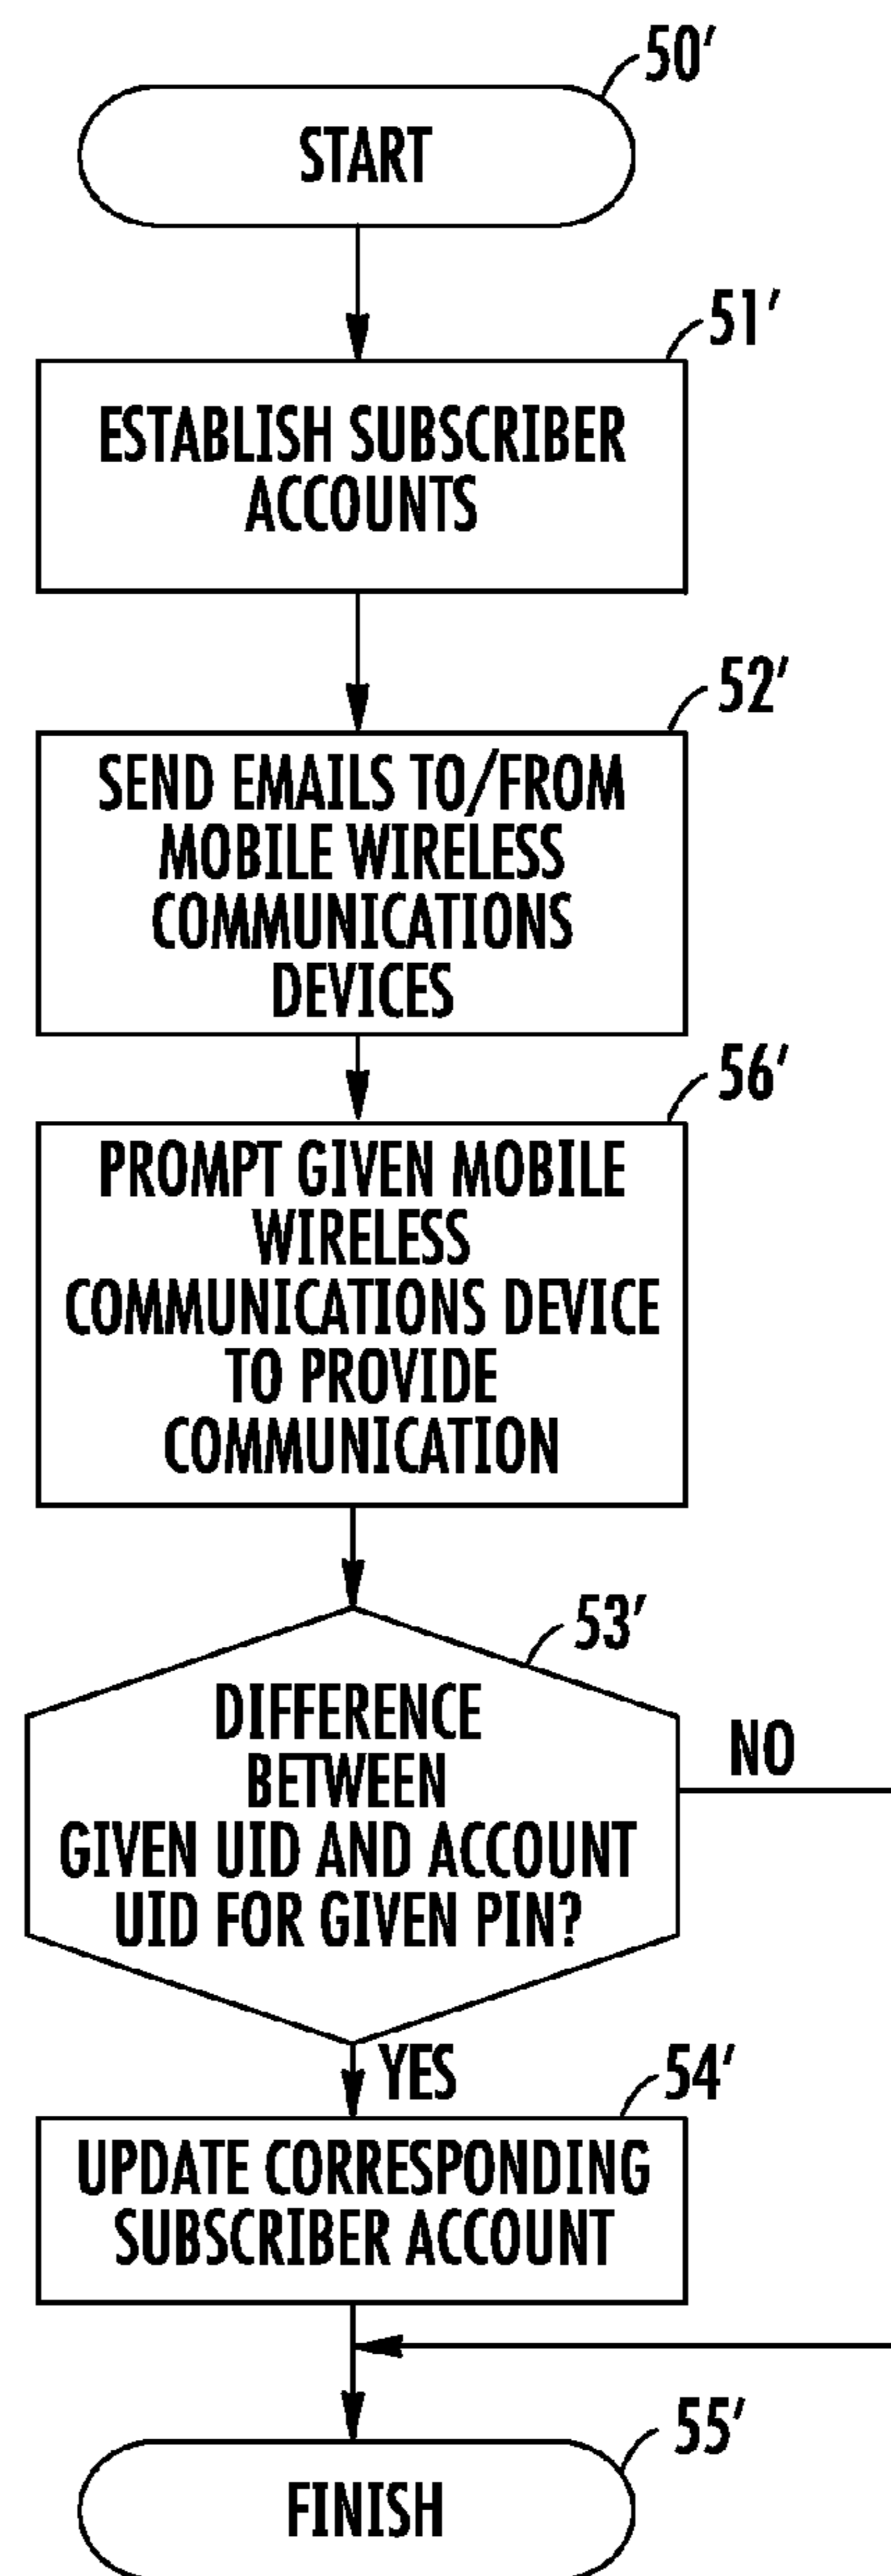 50′
START
51′
ESTABLISH SUBSCRIBER
ACCOUNTS
52′
SEND EMAILS TO/FROM
MOBILE WIRELESS
COMMUNICATIONS
DEVICES
56′
PROMPT GIVEN MOBILE
WIRELESS
COMMUNICATIONS DEVICE
TO PROVIDE
COMMUNICATION
53′
DIFFERENCE
BETWEEN
GIVEN UID AND ACCOUNT
UID FOR GIVEN PIN?
NO
YES
54′
UPDATE CORRESPONDING
SUBSCRIBER ACCOUNT
55′
FINISH